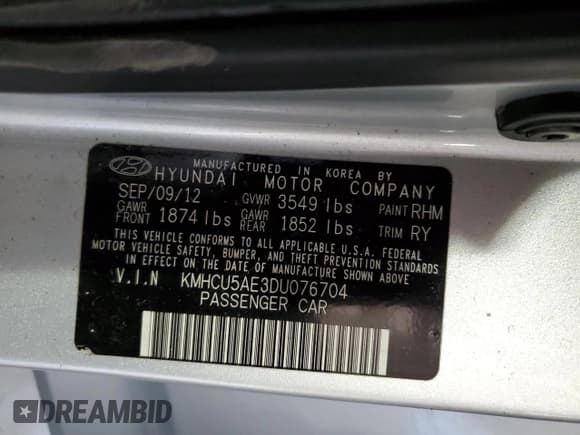 MANUFACTURED IN KOREA BY
HYUNDAI MOTOR COMPANY
SEP/09/12 GVWR 3549 lbs PAINT RHM
GAWR FRONT 1874 lbs GAWR REAR 1852 lbs TRIM RY
THIS VEHICLE CONFORMS TO ALL APPLICABLE U.S.A. FEDERAL
MOTOR VEHICLE SAFETY, BUMPER, AND THEFT PREVENTION STANDARDS
IN EFFECT ON THE DATE OF MANUFACTURE SHOWN ABOVE
V.I.N KMHCU5AE3DU076704
PASSENGER CAR
DREAMBID